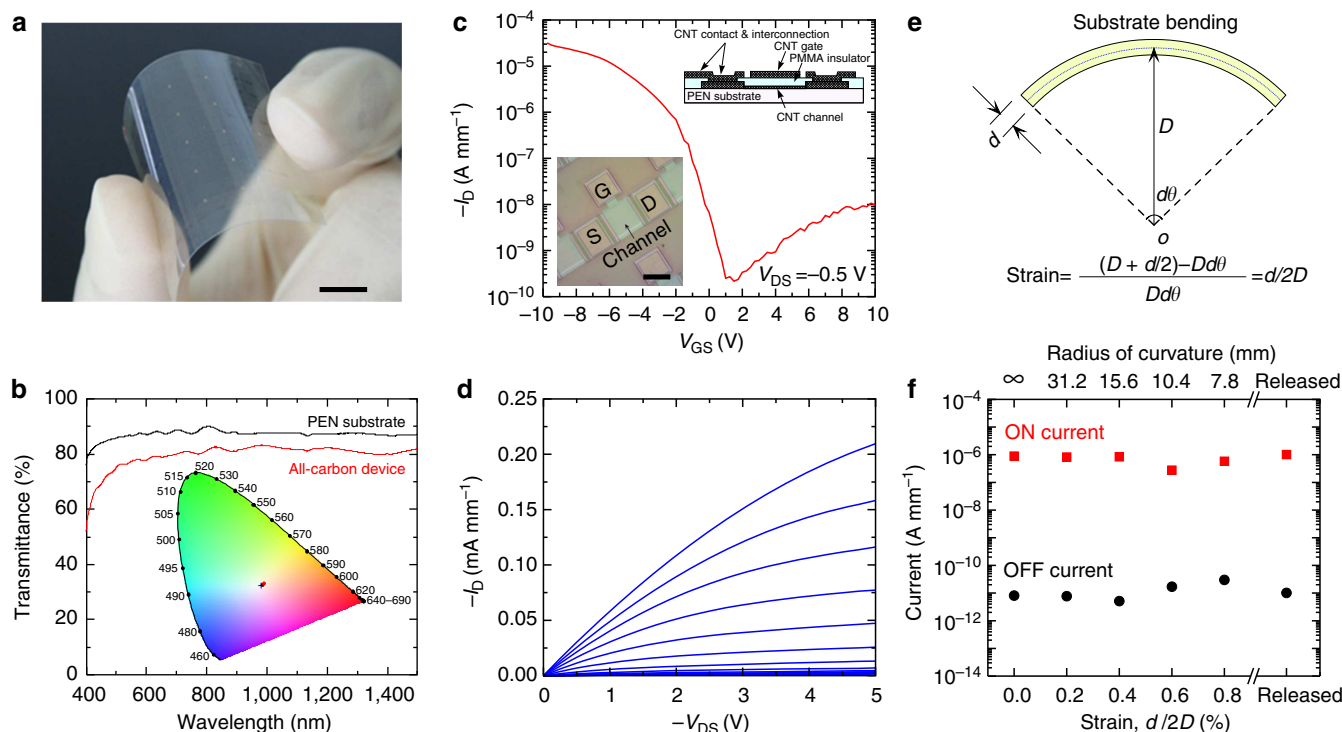 a
b
Transmittance (%)
100
80
60
40
20
0
PEN substrate
All-carbon device
520
515
530
510
540
505
550
560
500
570
580
495
590
600
490
620
640–690
480
460
400
600
800
1,000
1,200
1,400
Wavelength (nm)
c
–I_D (A mm⁻¹)
10⁻⁴
10⁻⁵
10⁻⁶
10⁻⁷
10⁻⁸
10⁻⁹
10⁻¹⁰
CNT contact & interconnection
CNT gate
PMMA insulator
PEN substrate
CNT channel
G
D
S
Channel
V_DS =–0.5 V
–10 –8 –6 –4 –2 0 2 4 6 8 10
V_GS (V)
d
–I_D (mA mm⁻¹)
0.25
0.20
0.15
0.10
0.05
0.00
0 1 2 3 4 5
–V_DS (V)
e
Substrate bending
d
D
dθ
o
Strain= (D + d/2)–Ddθ =d/2D
Ddθ
f
Radius of curvature (mm)
∞ 31.2 15.6 10.4 7.8 Released
Current (A mm⁻¹)
10⁻⁴
10⁻⁶
10⁻⁸
10⁻¹⁰
10⁻¹²
10⁻¹⁴
ON current
OFF current
0.0 0.2 0.4 0.6 0.8 Released
Strain, d/2D (%)